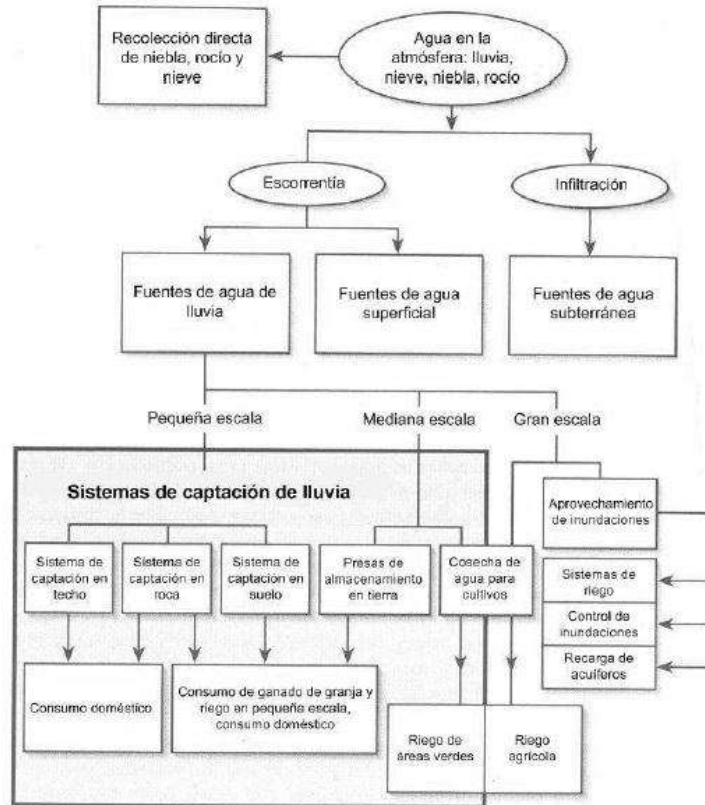 Recolección directa
de niebla, rocío y
nieve
Agua en la
atmósfera: lluvia,
nieve, niebla, rocío
Escorrentía
Infiltración
Fuentes de agua de
lluvia
Fuentes de agua
superficial
Fuentes de agua
subterránea
Pequeña escala
Mediana escala
Gran escala
Sistemas de captación de lluvia
Aprovechamiento
de inundaciones
Sistema de
captación en
techo
Sistema de
captación en
roca
Sistema de
captación en
suelo
Presas de
almacenamiento
en tierra
Cosecha de
agua para
cultivos
Sistemas de
riego
Control de
inundaciones
Recarga de
acuíferos
Consumo doméstico
Consumo de ganado de granja y
riego en pequeña escala,
consumo doméstico
Riego de
áreas verdes
Riego
agrícola